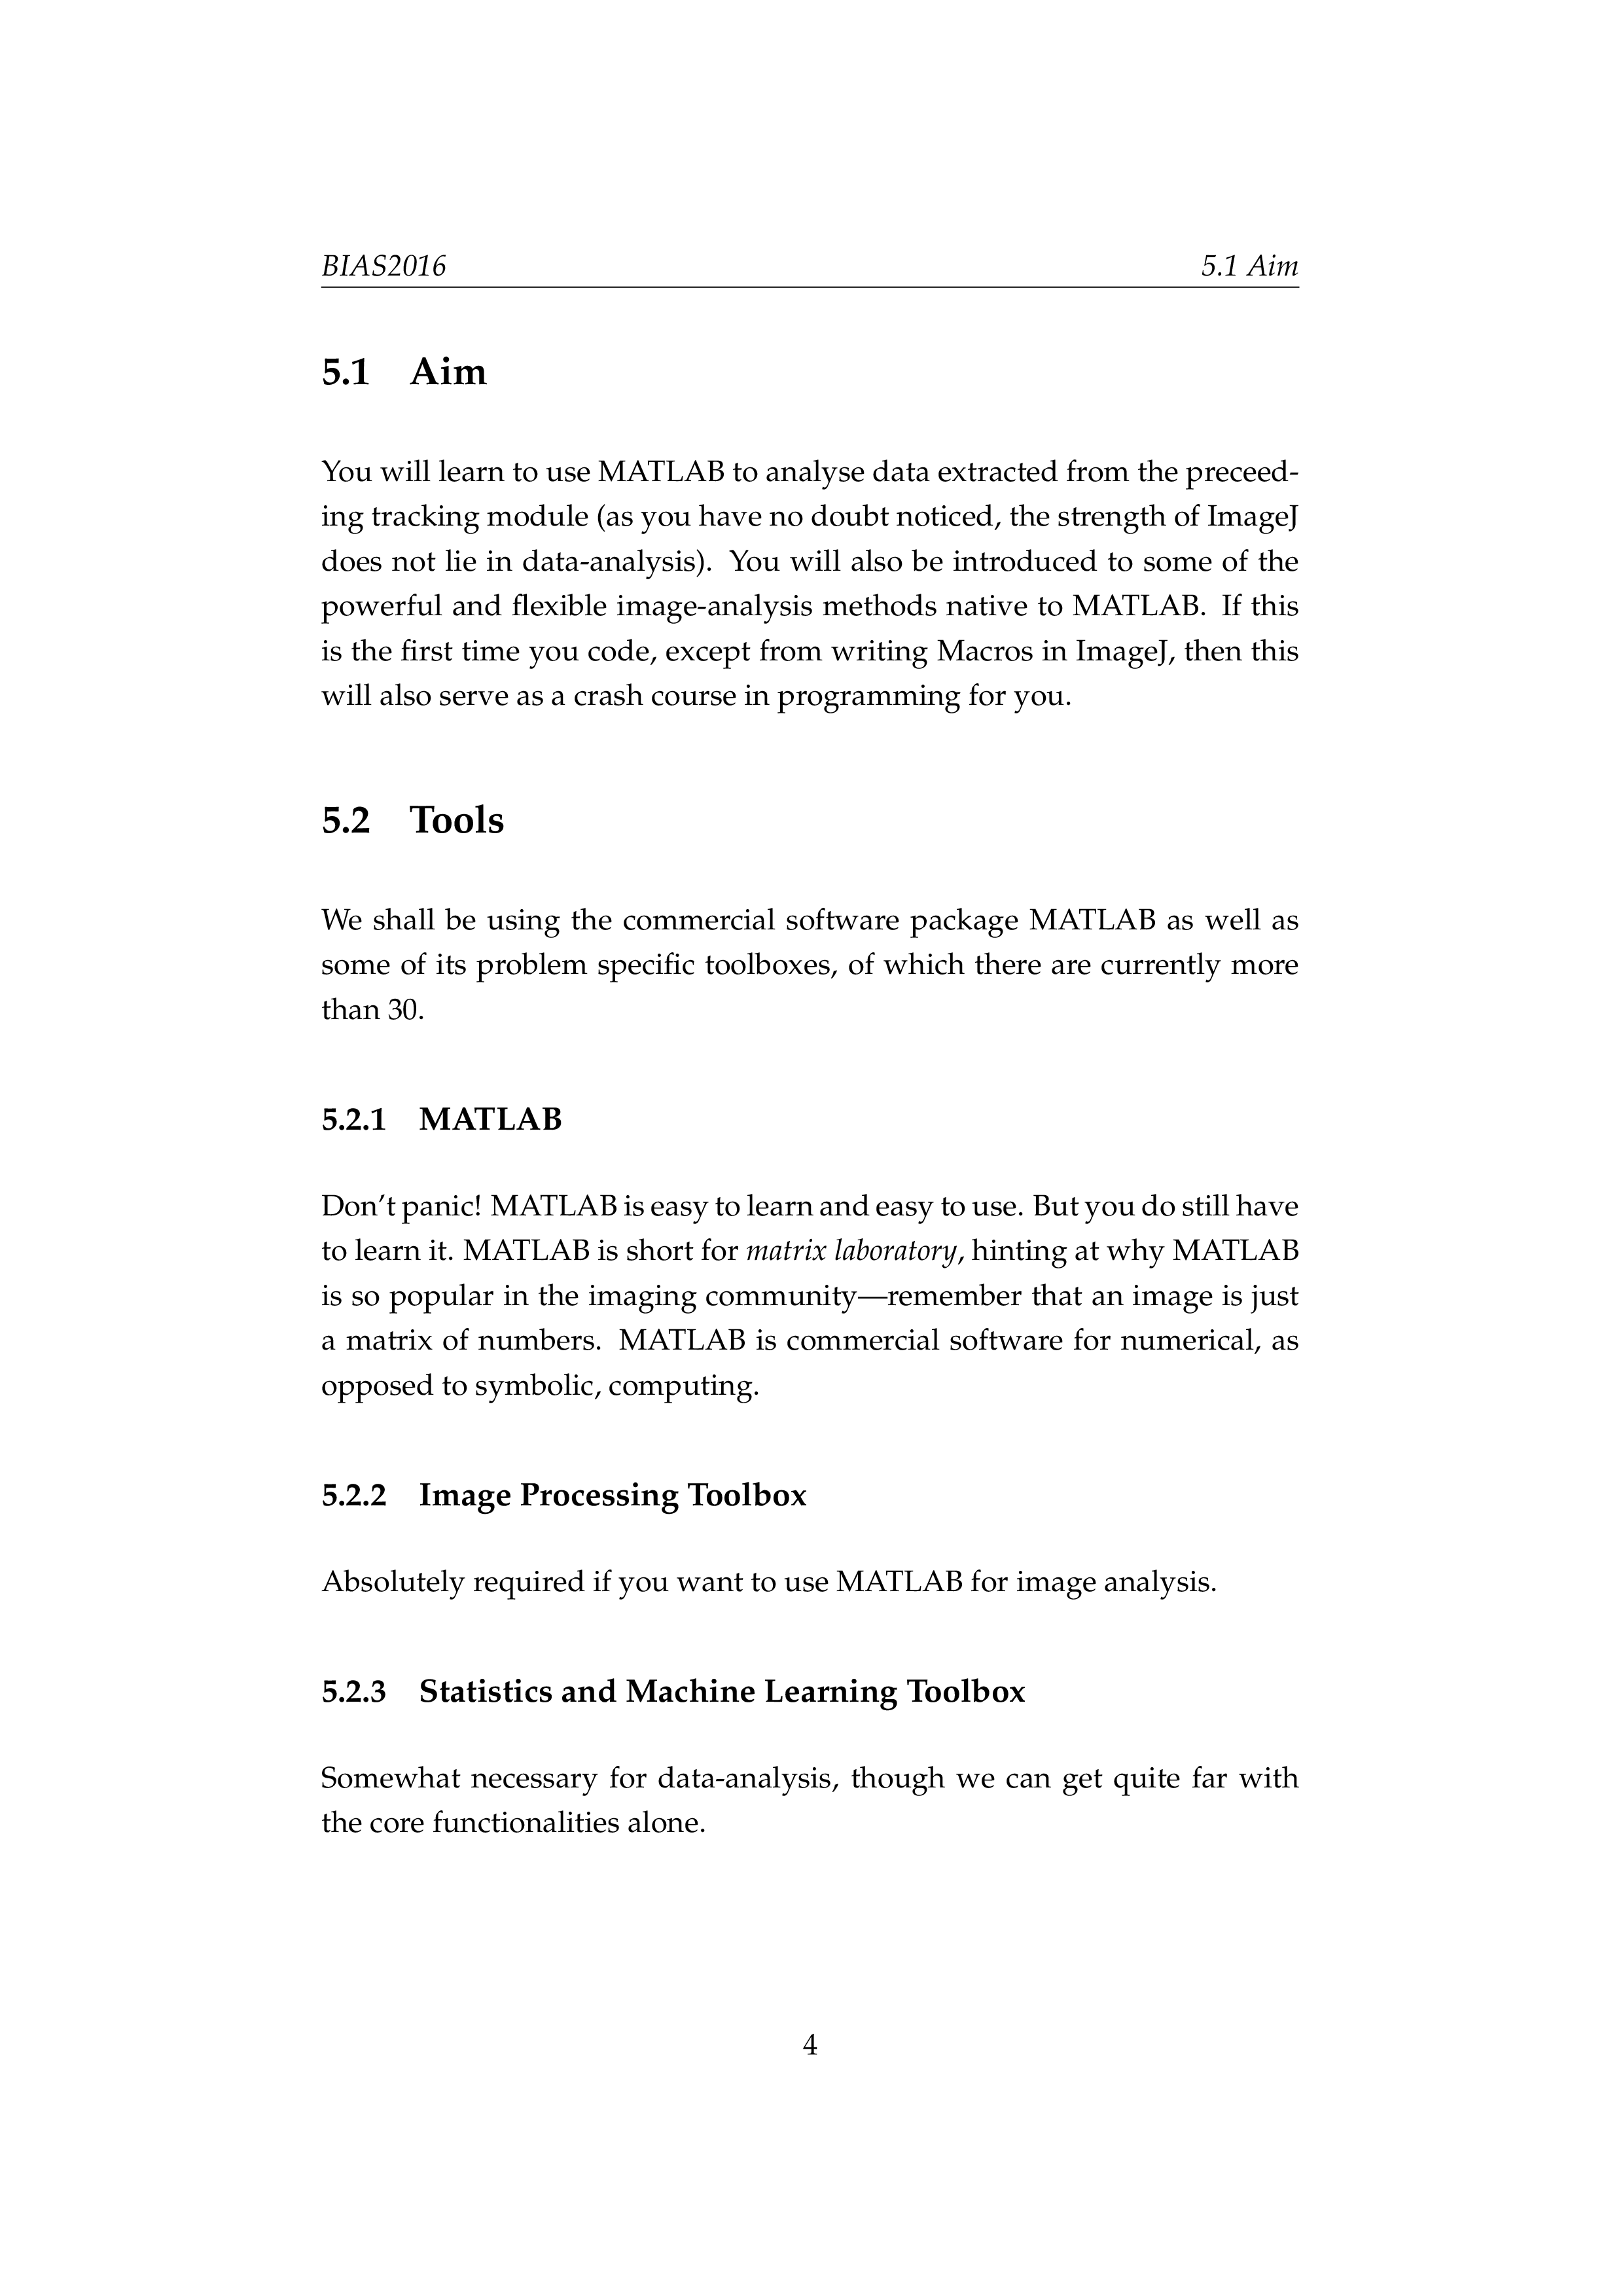 BIAS2016 5.1 Aim
5.1 Aim
You will learn to use MATLAB to analyse data extracted from the preceed-
ing tracking module (as you have no doubt noticed, the strength of ImageJ
does not lie in data-analysis). You will also be introduced to some of the
powerful and flexible image-analysis methods native to MATLAB. If this
is the first time you code, except from writing Macros in ImageJ, then this
will also serve as a crash course in programming for you.
5.2 Tools
We shall be using the commercial software package MATLAB as well as
some of its problem specific toolboxes, of which there are currently more
than 30.
5.2.1 MATLAB
Don't panic! MATLAB is easy to learn and easy to use. But you do still have
to learn it. MATLAB is short for matrix laboratory, hinting at why MATLAB
is so popular in the imaging community—remember that an image is just
a matrix of numbers. MATLAB is commercial software for numerical, as
opposed to symbolic, computing.
5.2.2 Image Processing Toolbox
Absolutely required if you want to use MATLAB for image analysis.
5.2.3 Statistics and Machine Learning Toolbox
Somewhat necessary for data-analysis, though we can get quite far with
the core functionalities alone.
4